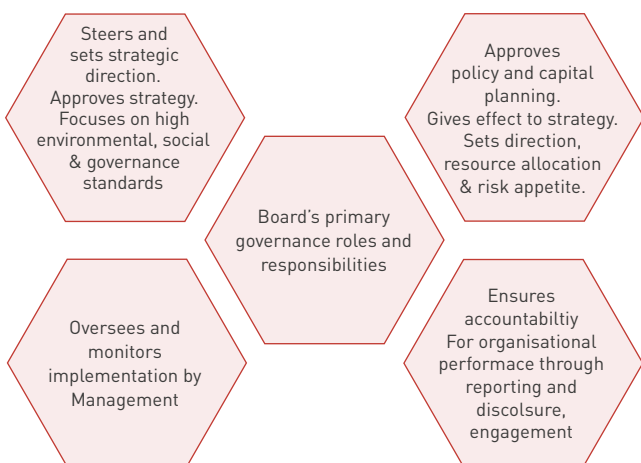 Steers and
sets strategic
direction.
Approves strategy.
Focuses on high
environmental, social
& governance
standards
Approves
policy and capital
planning.
Gives effect to strategy.
Sets direction,
resource allocation
& risk appetite.
Board's primary
governance roles and
responsibilities
Oversees and
monitors
implementation by
Management
Ensures
accountabiltiy
For organisational
performace through
reporting and
discolsure,
engagement